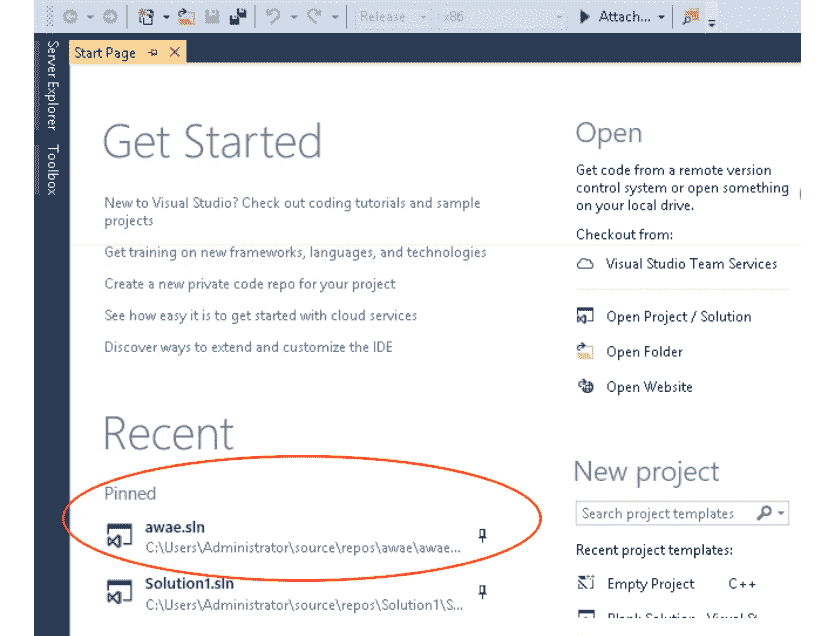 Release
x86
Attach...
Server Explorer
Toolbox
Start Page
Get Started
New to Visual Studio? Check out coding tutorials and sample
projects
Get training on new frameworks, languages, and technologies
Create a new private code repo for your project
See how easy it is to get started with cloud services
Discover ways to extend and customize the IDE
Recent
Pinned
awae.sln
C:\Users\Administrator\source\repos\awae\awae...
Solution1.sln
C:\Users\Administrator\source\repos\Solution1\S...
Open
Get code from a remote version
control system or open something
on your local drive.
Checkout from:
Visual Studio Team Services
Open Project / Solution
Open Folder
Open Website
New project
Search project templates
Recent project templates:
Empty Project C++
Blank Solution Visual St